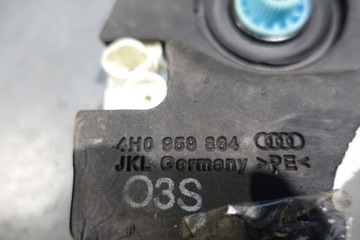 4H0 959 864
JKL Germany >PE<
O3S